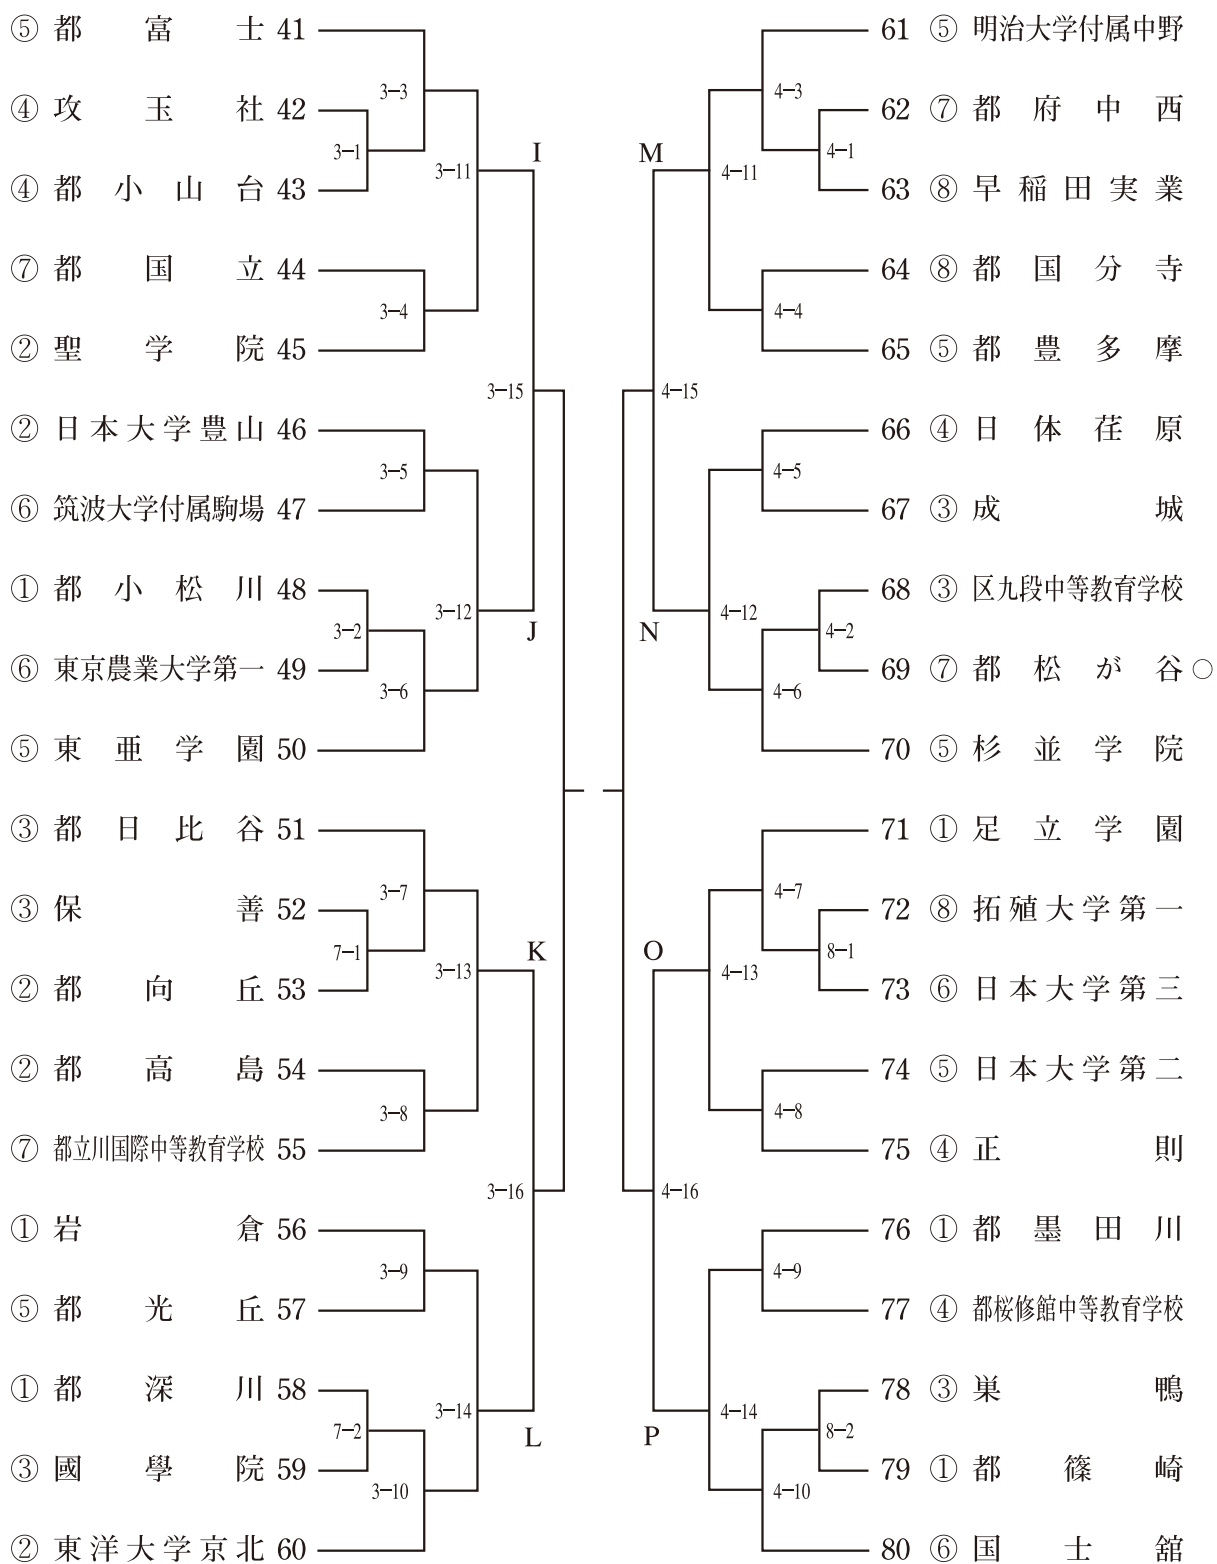 ⑤ 都富士 41
3-3
④ 攻玉社 42
3-1
④ 都小山台 43
3-11
I
⑦ 都国立 44
3-4
② 聖学院 45
3-15
② 日本大学豊山 46
3-5
⑥ 筑波大学付属駒場 47
① 都小松川 48
3-2
3-12
J
⑥ 東京農業大学第一 49
3-6
⑤ 東亜学園 50
③ 都日比谷 51
3-7
③ 保善 52
7-1
② 都向丘 53
3-13
K
② 都高島 54
3-8
⑦ 都立川国際中等教育学校 55
3-16
① 岩倉 56
3-9
⑤ 都光丘 57
① 都深川 58
7-2
3-14
L
③ 國學院 59
3-10
② 東洋大学京北 60
61 ⑤ 明治大学付属中野
4-3
62 ⑦ 都府中西
4-1
63 ⑧ 早稲田実業
M
4-11
64 ⑧ 都国分寺
4-4
65 ⑤ 都豊多摩
4-15
66 ④ 日体荏原
4-5
67 ③ 成城
68 ③ 区九段中等教育学校
4-2
N
4-12
69 ⑦ 都松が谷 ○
4-6
70 ⑤ 杉並学院
71 ① 足立学園
4-7
72 ⑧ 拓殖大学第一
8-1
73 ⑥ 日本大学第三
O
4-13
74 ⑤ 日本大学第二
4-8
75 ④ 正則
4-16
76 ① 都墨田川
4-9
77 ④ 都桜修館中等教育学校
78 ③ 巣鴨
8-2
P
4-14
79 ① 都篠崎
4-10
80 ⑥ 国士舘